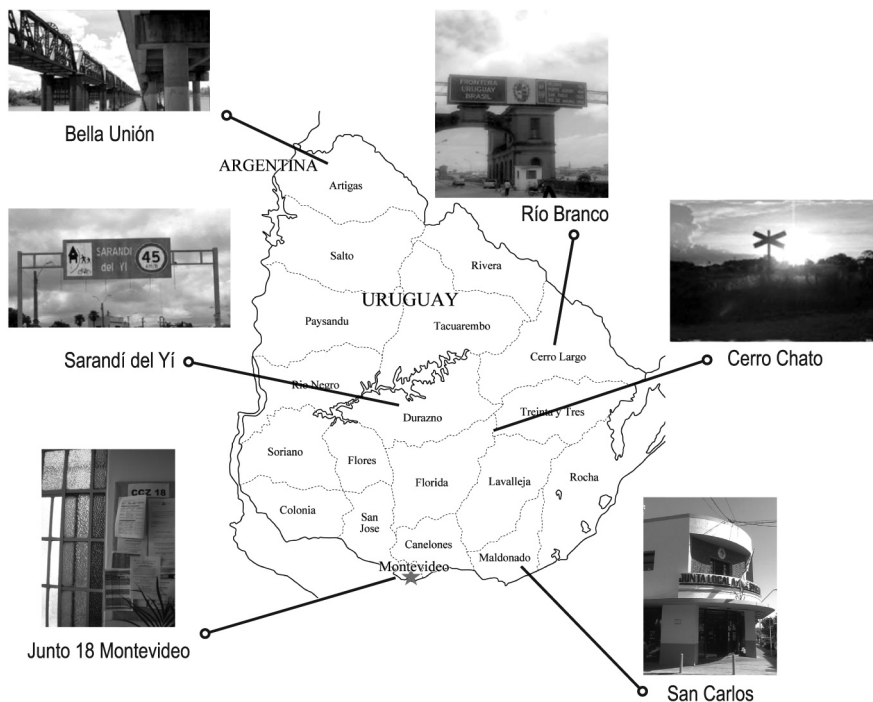 Bella Unión
FRONTERA
URUGUAY
BRASIL
Río Branco
SARANDI
del YÍ
45
Sarandí del Yí
Cerro Chato
CCZ 18
Junto 18 Montevideo
JUNTA LOCAL
San Carlos
ARGENTINA
Artigas
Salto
Rivera
URUGUAY
Paysandu
Tacuarembo
Cerro Largo
Rio Negro
Durazno
Treinta y Tres
Soriano
Flores
Florida
Lavalleja
Rocha
Colonia
San
Jose
Canelones
Maldonado
Montevideo